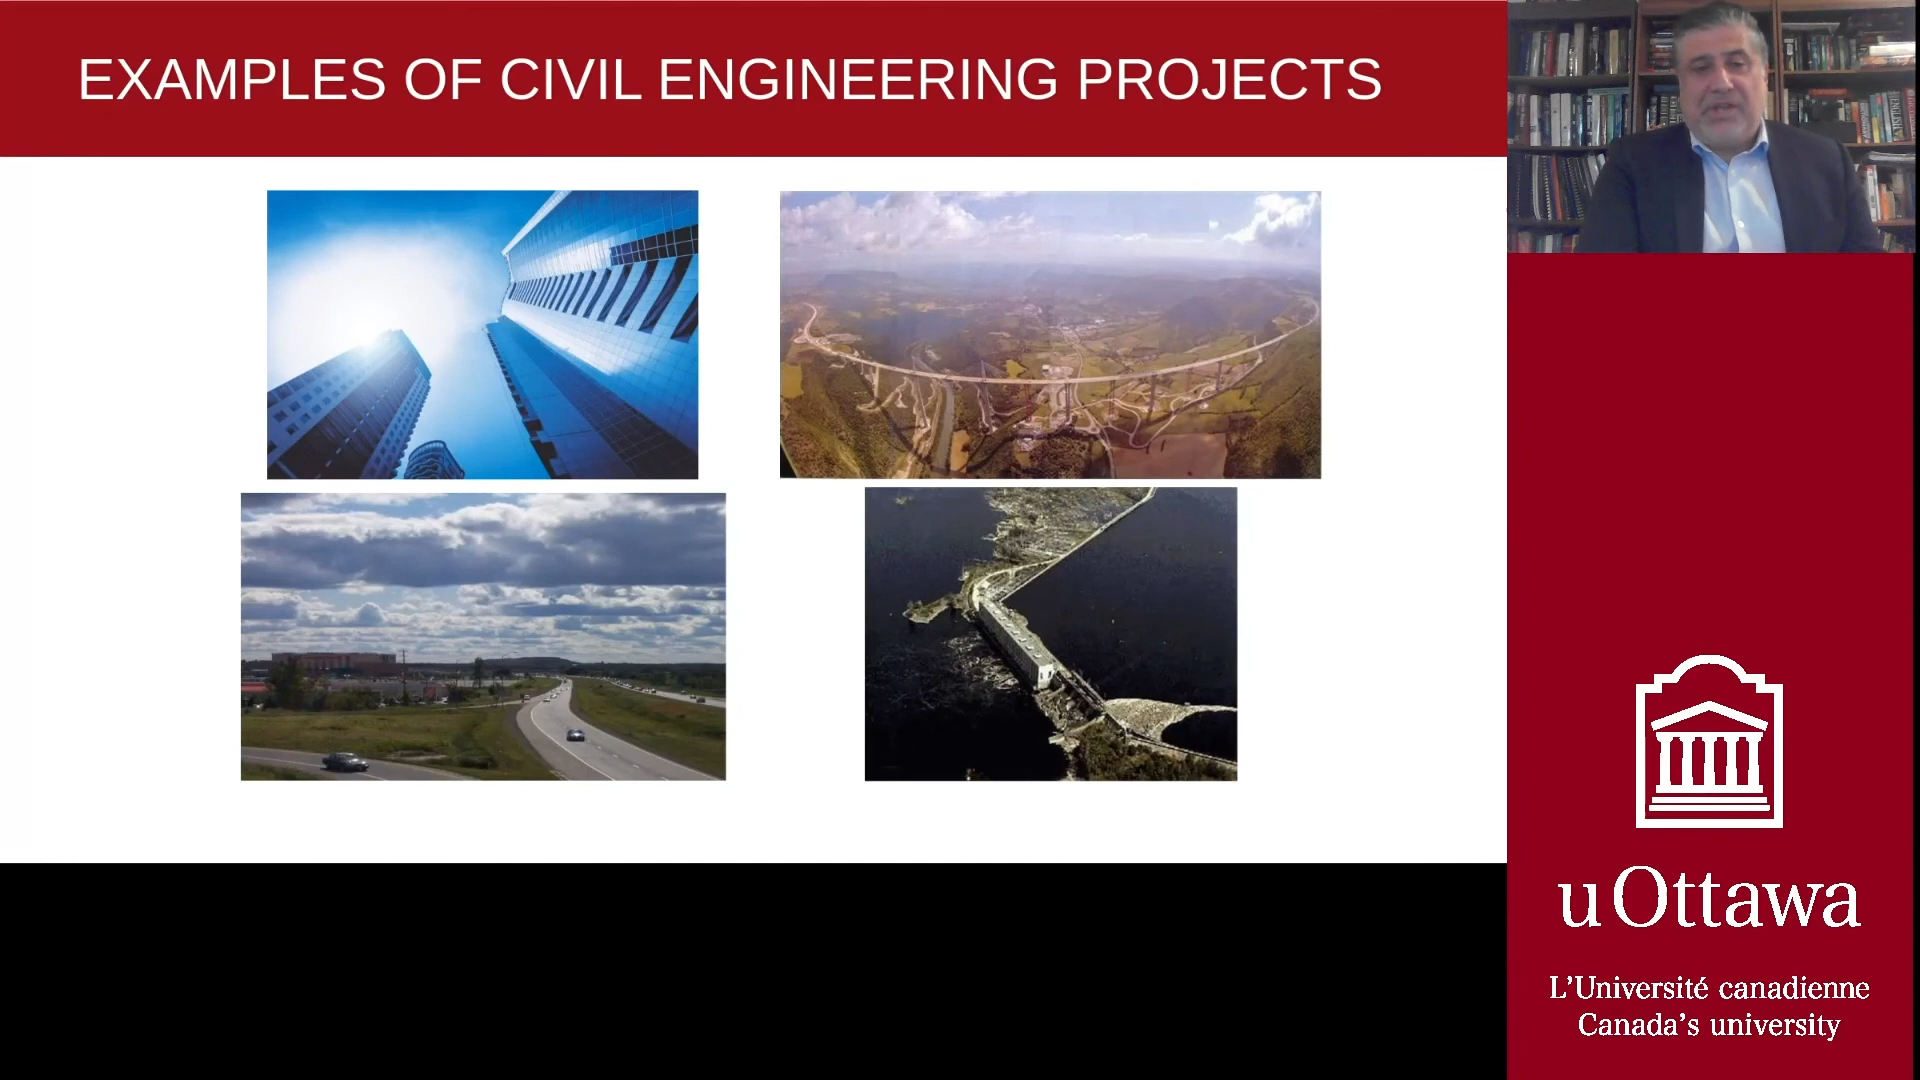 EXAMPLES OF CIVIL ENGINEERING PROJECTS
uOttawa
L'Université canadienne
Canada's university